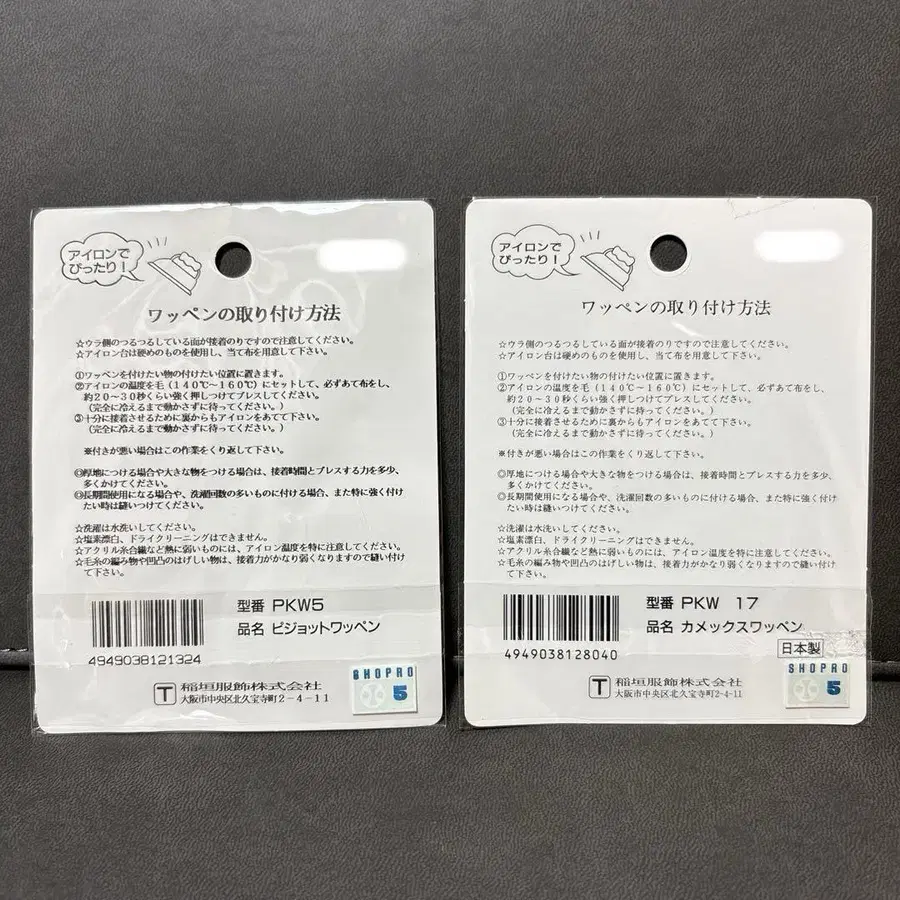 アイロンで
ぴったり!
ワッペンの取り付け方法
☆ウラ側のつるつるしている面が接着のりですので注意してください。
☆アイロン台は硬めのものを使用し、当て布を用意して下さい。
①ワッペンを付けたい物の付けたい位置に置きます。
②アイロンの温度を毛(140℃~160℃)にセットして、必ずあて布をし、
約20~30秒くらい強く押しつけてプレスしてください。
(完全に冷えるまで動かさずに待ってください。)
③十分に接着させるために裏からもアイロンをあてて下さい。
(完全に冷えるまで動かさずに待ってください。)
※付きが悪い場合はこの作業をくり返して下さい。
◎厚地につける場合や大きな物をつける場合は、接着時間とプレスする力を多少、
多くかけてください。
◎長期間使用になる場合や、洗濯回数の多いものに付ける場合、また特に強く付け
たい時は縫いつけてください。
☆洗濯は水洗いしてください。
☆塩素漂白、ドライクリーニングはできません。
☆アクリル糸合繊など熱に弱いものには、アイロン温度を特に注意してください。
☆毛糸の編み物や凹凸のはげしい物は、接着力がかなり弱くなりますので縫い付け
て下さい。
型番 PKW5
品名 ピジョットワッペン
4949038121324
T 稲垣服飾株式会社
大阪市中央区北久宝寺町2-4-11
SHOPRO
5
アイロンで
ぴったり!
ワッペンの取り付け方法
☆ウラ側のつるつるしている面が接着のりですので注意してください。
☆アイロン台は硬めのものを使用し、当て布を用意して下さい。
①ワッペンを付けたい物の付けたい位置に置きます。
②アイロンの温度を毛(140℃~160℃)にセットして、必ずあて布をし、
約20~30秒くらい強く押しつけてプレスしてください。
(完全に冷えるまで動かさずに待ってください。)
③十分に接着させるために裏からもアイロンをあてて下さい。
(完全に冷えるまで動かさずに待ってください。)
※付きが悪い場合はこの作業をくり返して下さい。
◎厚地につける場合や大きな物をつける場合は、接着時間とプレスする力を多少、
多くかけてください。
◎長期間使用になる場合や、洗濯回数の多いものに付ける場合、また特に強く付け
たい時は縫いつけてください。
☆洗濯は水洗いしてください。
☆塩素漂白、ドライクリーニングはできません。
☆アクリル糸合繊など熱に弱いものには、アイロン温度を特に注意してください。
☆毛糸の編み物や凹凸のはげしい物は、接着力がかなり弱くなりますので縫い付け
て下さい。
型番 PKW 17
品名 カメックスワッペン
4949038128040
日本製
T 稲垣服飾株式会社
大阪市中央区北久宝寺町2-4-11
SHOPRO
5